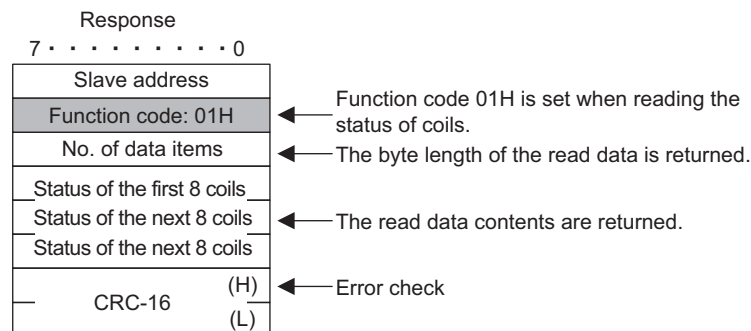 Response
7 · · · · · · · · · 0
Slave address
Function code: 01H
Function code 01H is set when reading the
status of coils.
No. of data items
The byte length of the read data is returned.
Status of the first 8 coils
Status of the next 8 coils
The read data contents are returned.
Status of the next 8 coils
CRC-16
(H)
(L)
Error check